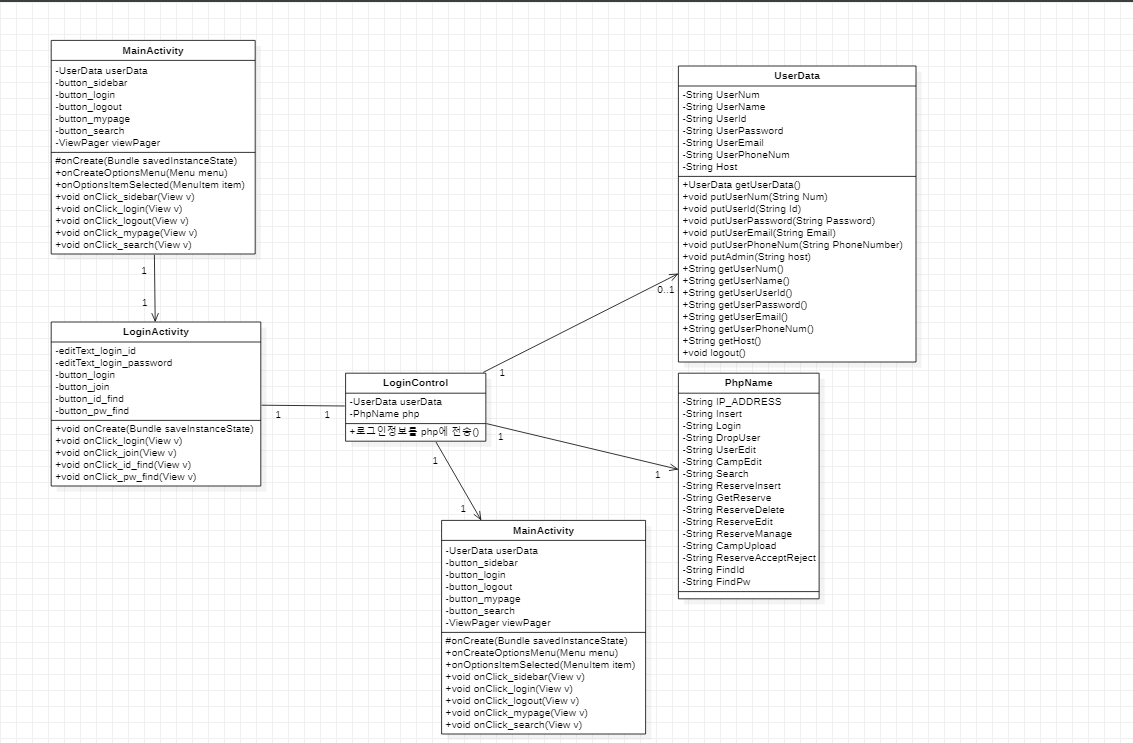 MainActivity
-UserData userData
-button_sidebar
-button_login
-button_logout
-button_mypage
-button_search
-ViewPager viewPager
#onCreate(Bundle savedInstanceState)
+onCreateOptionsMenu(Menu menu)
+onOptionsItemSelected(MenuItem item)
+void onClick_sidebar(View v)
+void onClick_login(View v)
+void onClick_logout(View v)
+void onClick_mypage(View v)
+void onClick_search(View v)
1
1
LoginActivity
-editText_login_id
-editText_login_password
-button_login
-button_join
-button_id_find
-button_pw_find
+void onCreate(Bundle saveInstanceState)
+void onClick_login(View v)
+void onClick_join(View v)
+void onClick_id_find(View v)
+void onClick_pw_find(View v)
1
1
LoginControl
-UserData userData
-PhpName php
+로그인정보를 php에 전송()
1
0..1
1
1
1
1
UserData
-String UserNum
-String UserName
-String UserId
-String UserPassword
-String UserEmail
-String UserPhoneNum
-String Host
+UserData getUserData()
+void putUserNum(String Num)
+void putUserId(String Id)
+void putUserPassword(String Password)
+void putUserEmail(String Email)
+void putUserPhoneNum(String PhoneNumber)
+void putAdmin(String host)
+String getUserNum()
+String getUserName()
+String getUserUserId()
+String getUserPassword()
+String getUserEmail()
+String getUserPhoneNum()
+String getHost()
+void logout()
PhpName
-String IP_ADDRESS
-String Insert
-String Login
-String DropUser
-String UserEdit
-String CampEdit
-String Search
-String ReserveInsert
-String GetReserve
-String ReserveDelete
-String ReserveEdit
-String ReserveManage
-String CampUpload
-String ReserveAcceptReject
-String FindId
-String FindPw
MainActivity
-UserData userData
-button_sidebar
-button_login
-button_logout
-button_mypage
-button_search
-ViewPager viewPager
#onCreate(Bundle savedInstanceState)
+onCreateOptionsMenu(Menu menu)
+onOptionsItemSelected(MenuItem item)
+void onClick_sidebar(View v)
+void onClick_login(View v)
+void onClick_logout(View v)
+void onClick_mypage(View v)
+void onClick_search(View v)